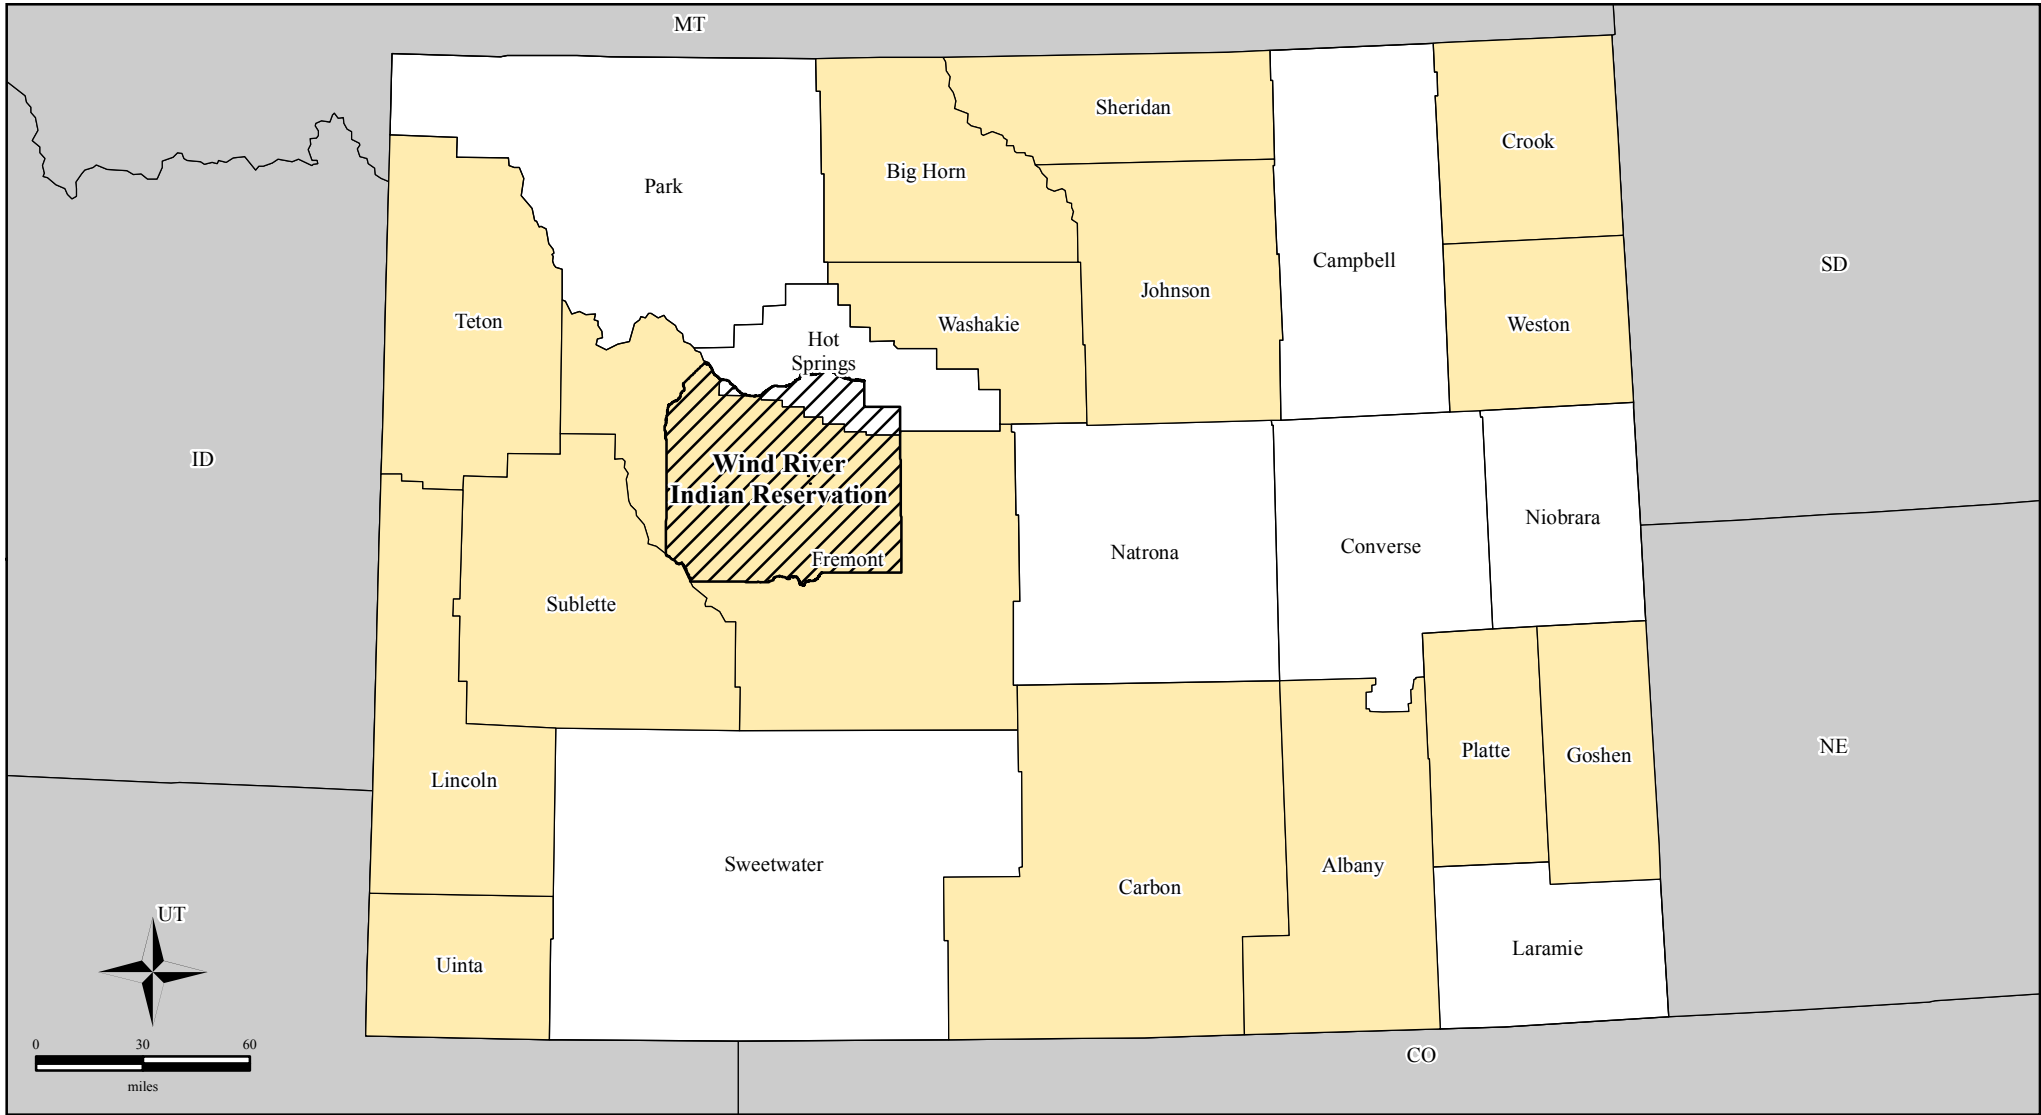 MT
Sheridan
Crook
Big Horn
Park
Campbell
SD
Johnson
Teton
Washakie
Weston
Hot
Springs
ID
Wind River
Indian Reservation
Niobrara
Converse
Natrona
Fremont
Sublette
NE
Platte
Goshen
Lincoln
Sweetwater
Albany
Carbon
UT
Laramie
Uinta
0 30 60
miles
CO